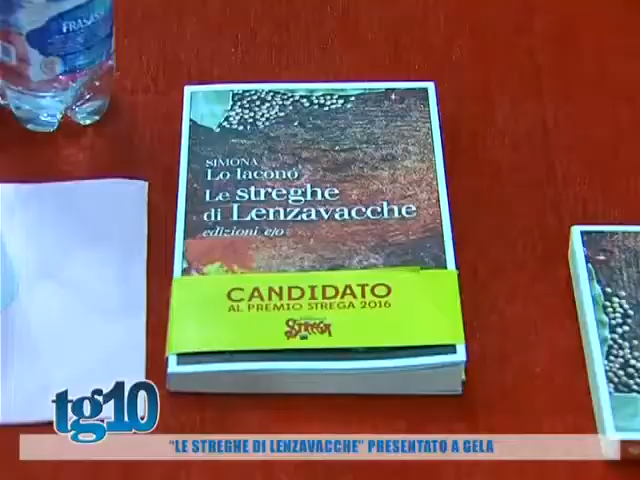 FRASASSI
SIMONA
Lo Iacono
Le streghe
di Lenzavacche
edizioni e/o
CANDIDATO
AL PREMIO STREGA 2016
STREGA
tg10
"LE STREGHE DI LENZAVACCHE" PRESENTATO A GELA